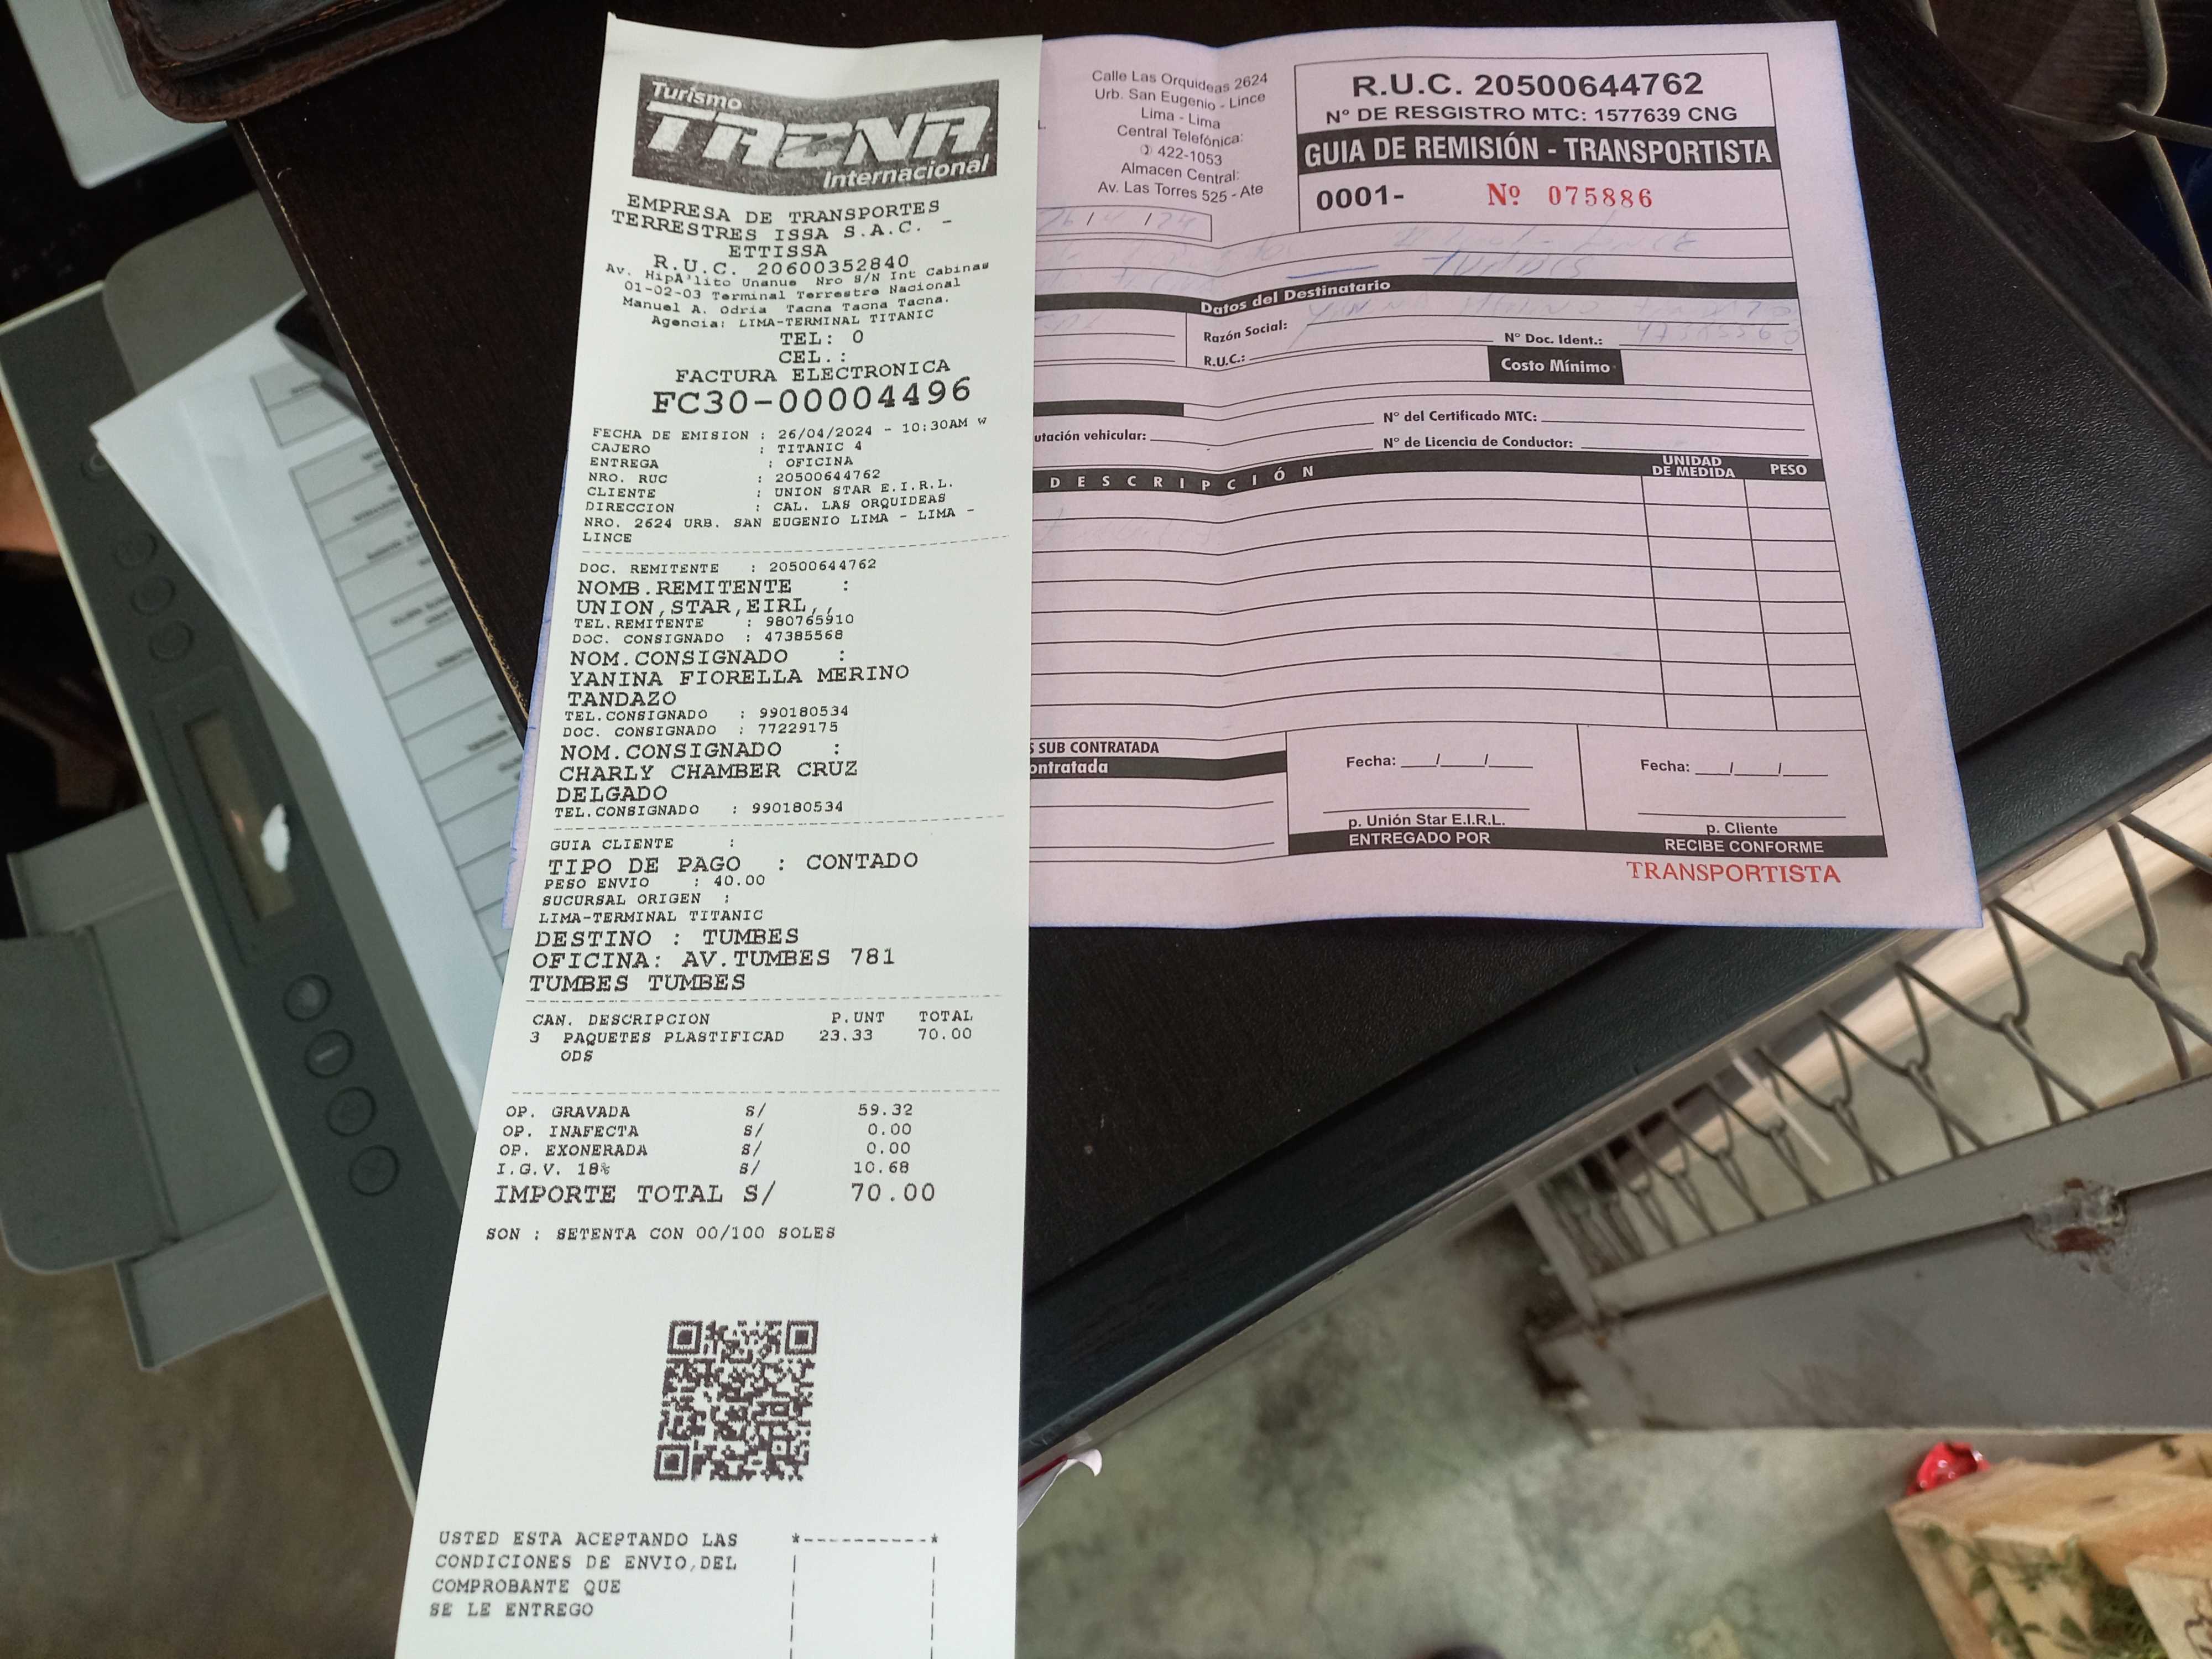 Turismo
TACNA
Internacional
EMPRESA DE TRANSPORTES
TERRESTRES ISSA S.A.C. -
ETTISSA
R.U.C. 20600352840
Av. HipÃ³lito Unanue Nro S/N Int Cabinas
01-02-03 Terminal Terrestre Nacional
Manuel A. Odria Tacna Tacna Tacna.
Agencia: LIMA-TERMINAL TITANIC
TEL: 0
CEL.:
FACTURA ELECTRONICA
FC30-00004496
FECHA DE EMISION : 26/04/2024 - 10:30AM w
CAJERO : TITANIC 4
ENTREGA : OFICINA
NRO. RUC : 20500644762
CLIENTE : UNION STAR E.I.R.L.
DIRECCION : CAL. LAS ORQUIDEAS
NRO. 2624 URB. SAN EUGENIO LIMA - LIMA -
LINCE
DOC. REMITENTE : 20500644762
NOMB.REMITENTE :
UNION,STAR,EIRL,,
TEL.REMITENTE : 980765910
DOC. CONSIGNADO : 47385568
NOM.CONSIGNADO :
YANINA FIORELLA MERINO
TANDAZO
TEL.CONSIGNADO : 990180534
DOC. CONSIGNADO : 77229175
NOM.CONSIGNADO :
CHARLY CHAMBER CRUZ
DELGADO
TEL.CONSIGNADO : 990180534
GUIA CLIENTE :
TIPO DE PAGO : CONTADO
PESO ENVIO : 40.00
SUCURSAL ORIGEN :
LIMA-TERMINAL TITANIC
DESTINO : TUMBES
OFICINA: AV.TUMBES 781
TUMBES TUMBES
CAN. DESCRIPCION P.UNT TOTAL
3 PAQUETES PLASTIFICAD 23.33 70.00
ODS
OP. GRAVADA S/ 59.32
OP. INAFECTA S/ 0.00
OP. EXONERADA S/ 0.00
I.G.V. 18% S/ 10.68
IMPORTE TOTAL S/ 70.00
SON : SETENTA CON 00/100 SOLES
USTED ESTA ACEPTANDO LAS
CONDICIONES DE ENVIO,DEL
COMPROBANTE QUE
SE LE ENTREGO
Calle Las Orquideas 2624
Urb. San Eugenio - Lince
Lima - Lima
Central Telefónica:
422-1053
Almacen Central:
Av. Las Torres 525 - Ate
R.U.C. 20500644762
Nº DE RESGISTRO MTC: 1577639 CNG
GUIA DE REMISIÓN - TRANSPORTISTA
0001- Nº 075886
Datos del Destinatario
Razón Social:
Nº Doc. Ident.:
R.U.C.:
Costo Mínimo
Nº del Certificado MTC:
utación vehicular:
Nº de Licencia de Conductor:
DESCRIPCIÓN
UNIDAD DE MEDIDA
PESO
S SUB CONTRATADA
ontratada
Fecha: __/__/__
Fecha: __/__/__
p. Unión Star E.I.R.L.
ENTREGADO POR
p. Cliente
RECIBE CONFORME
TRANSPORTISTA